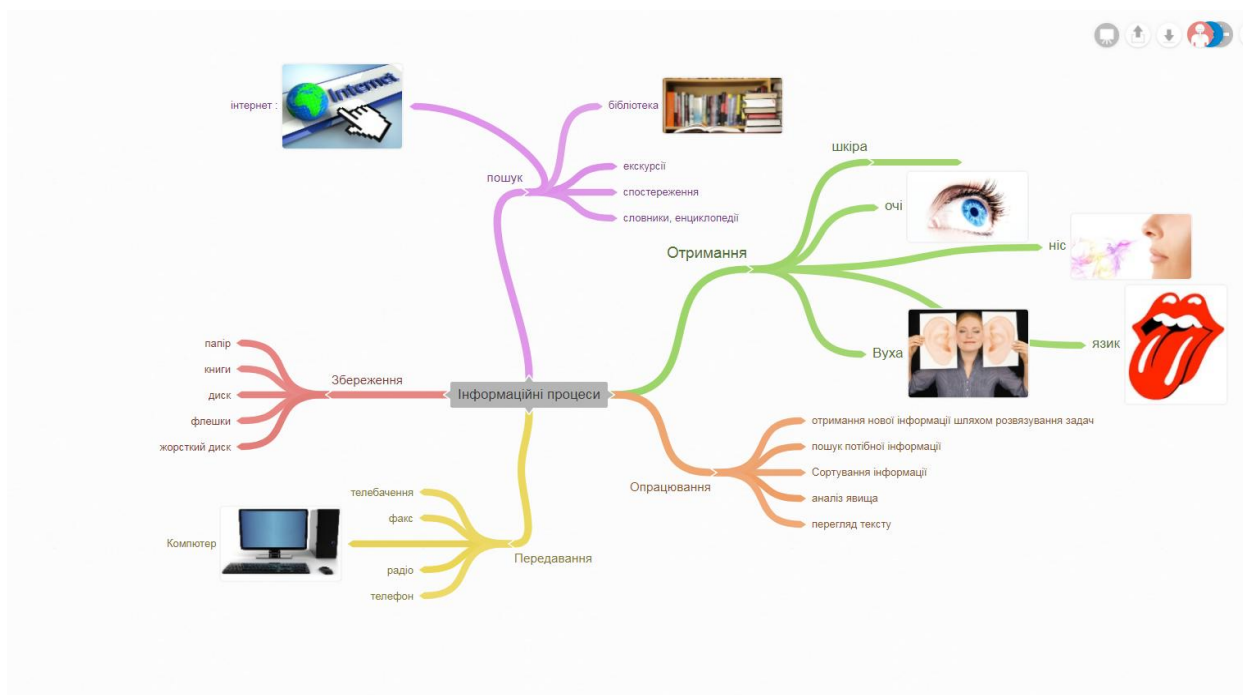 інтернет :
Internet
бібліотека
екскурсії
пошук
спостереження
словники, енциклопедії
шкіра
очі
ніс
Отримання
Вуха
язик
папір
книги
Збереження
диск
флешки
жорсткий диск
Інформаційні процеси
отримання нової інформації шляхом розвязування задач
пошук потібної інформації
Сортування інформації
Опрацювання
аналіз явища
перегляд тексту
телебачення
факс
Компютер
Передавання
радіо
телефон